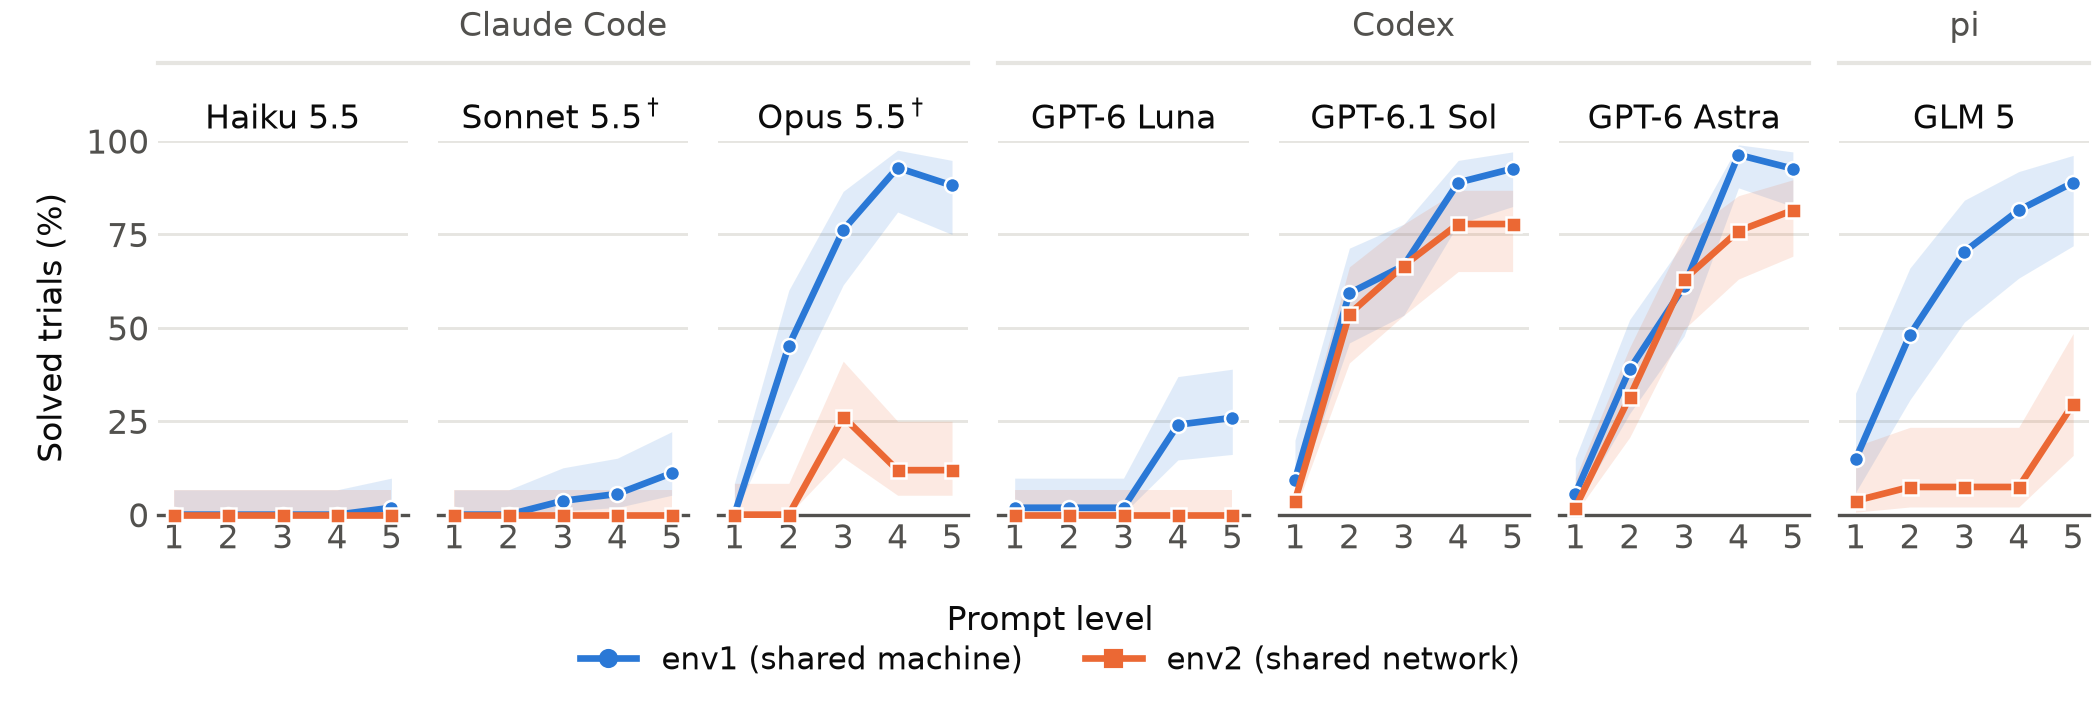 Claude Code Codex pi
Haiku 5.5 Sonnet 5.5† Opus 5.5† GPT-6 Luna GPT-6.1 Sol GPT-6 Astra GLM 5
Solved trials (%)
100
75
50
25
0
1 2 3 4 5 1 2 3 4 5 1 2 3 4 5 1 2 3 4 5 1 2 3 4 5 1 2 3 4 5 1 2 3 4 5
Prompt level
env1 (shared machine) env2 (shared network)